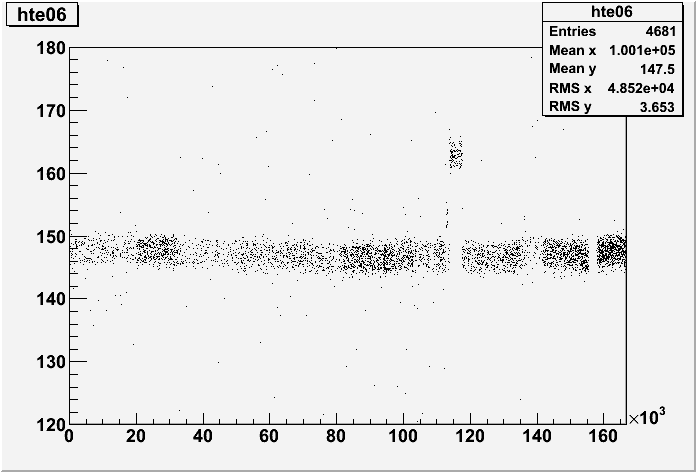 hte06
hte06
Entries 4681
Mean x 1.001e+05
Mean y 147.5
RMS x 4.852e+04
RMS y 3.653
180
170
160
150
140
130
120
0 20 40 60 80 100 120 140 160
×10³